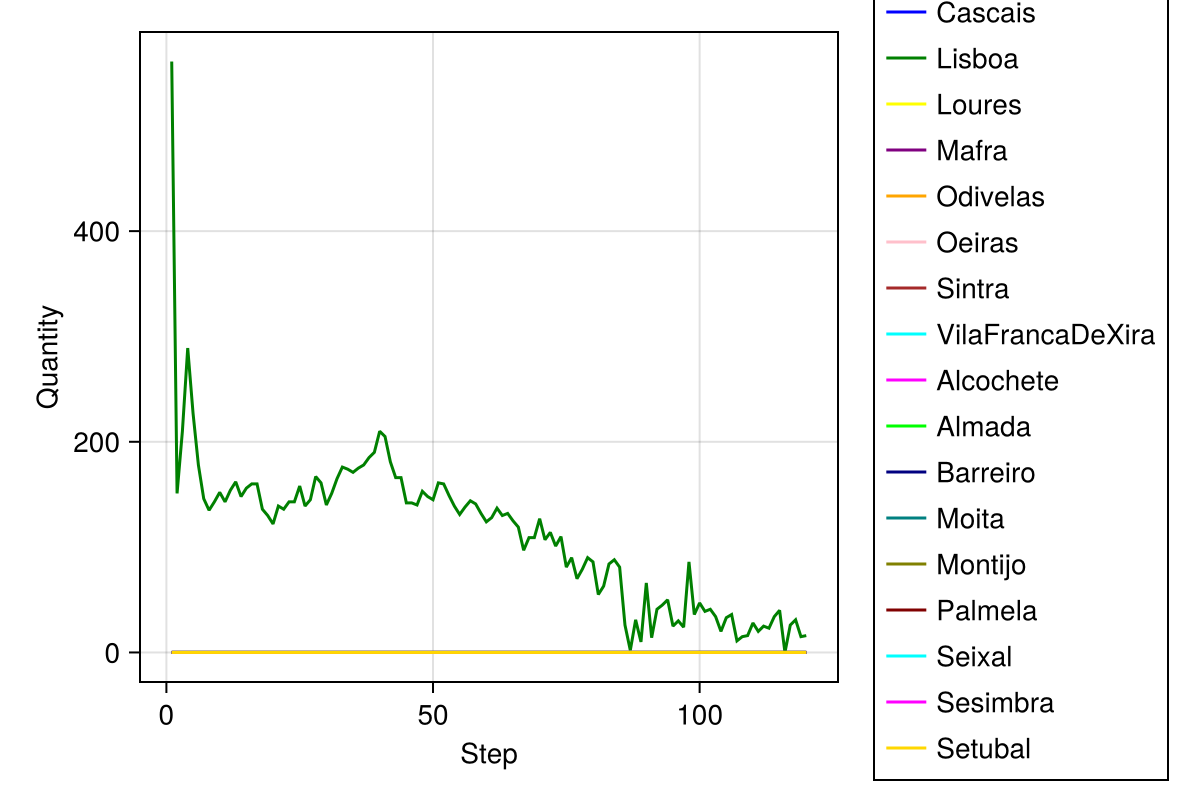 Quantity
400
200
0
0
50
100
Step
Cascais
Lisboa
Loures
Mafra
Odivelas
Oeiras
Sintra
VilaFrancaDeXira
Alcochete
Almada
Barreiro
Moita
Montijo
Palmela
Seixal
Sesimbra
Setubal